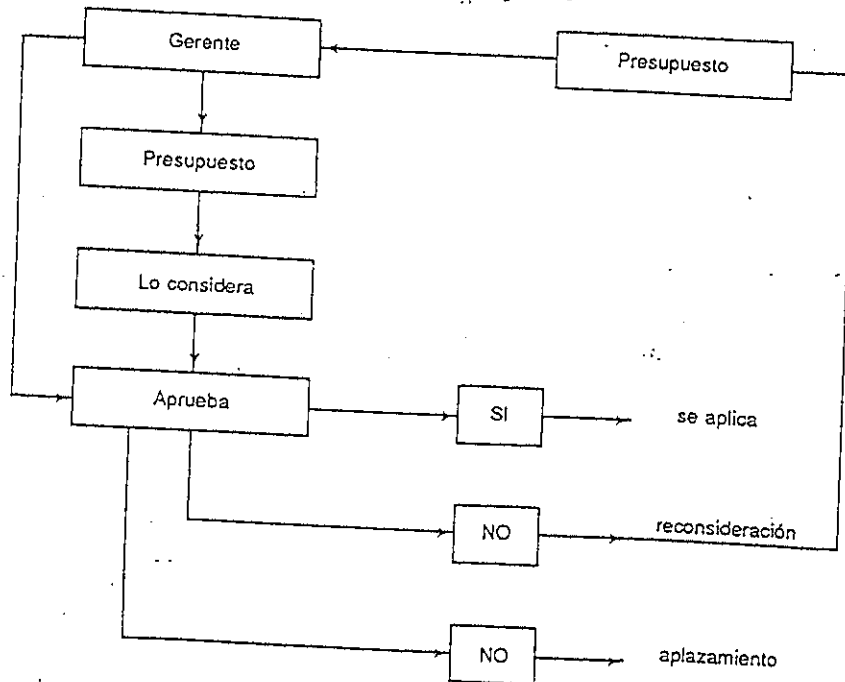 Gerente
Presupuesto
Presupuesto
Lo considera
Aprueba
SI
se aplica
NO
reconsideración
NO
aplazamiento